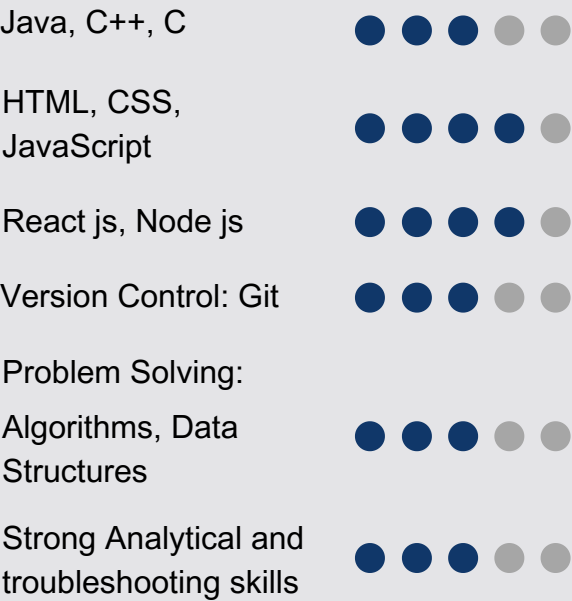 Java, C++, C
HTML, CSS,
JavaScript
React js, Node js
Version Control: Git
Problem Solving:
Algorithms, Data
Structures
Strong Analytical and
troubleshooting skills